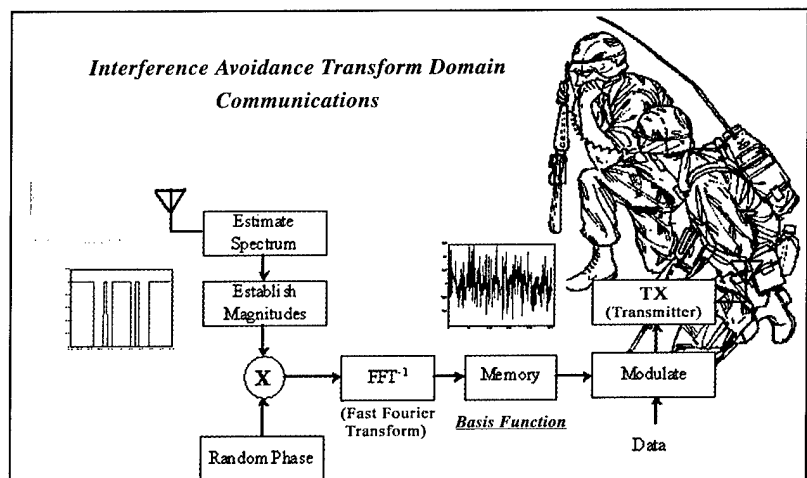 Interference Avoidance Transform Domain
Communications
Estimate
Spectrum
Establish
Magnitudes
X
Random Phase
FFT⁻¹
(Fast Fourier
Transform)
Memory
Basis Function
Modulate
Data
TX
(Transmitter)